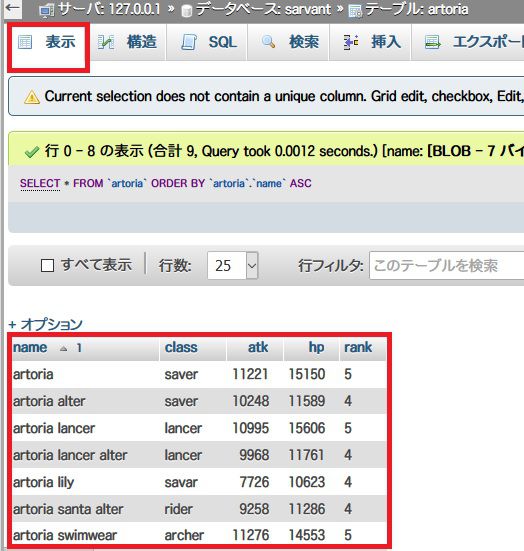 サーバ: 127.0.0.1 » データベース: sarvant » テーブル: artoria
表示 構造 SQL 検索 挿入 エクスポー
Current selection does not contain a unique column. Grid edit, checkbox, Edit,
行 0 - 8 の表示 (合計 9, Query took 0.0012 seconds.) [name: [BLOB - 7 バイ
SELECT * FROM `artoria` ORDER BY `artoria`.`name` ASC
すべて表示 行数: 25 行フィルタ: このテーブルを検索
+ オプション
name 1 class atk hp rank
artoria saver 11221 15150 5
artoria alter saver 10248 11589 4
artoria lancer lancer 10995 15606 5
artoria lancer alter lancer 9968 11761 4
artoria lily savar 7726 10623 4
artoria santa alter rider 9258 11286 4
artoria swimwear archer 11276 14553 5